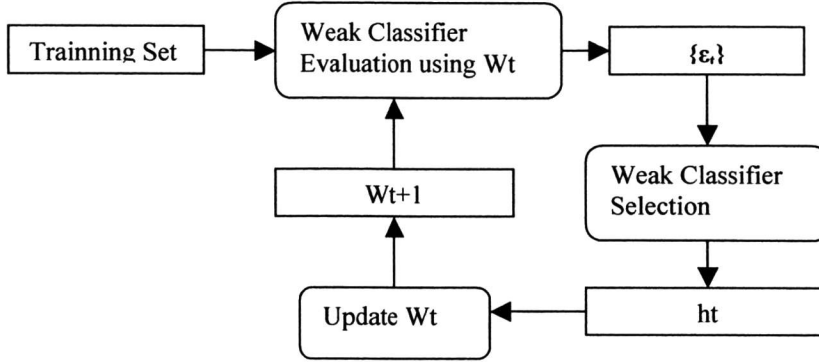 Trainning Set
Weak Classifier
Evaluation using Wt
{εt}
Weak Classifier
Selection
ht
Update Wt
Wt+1